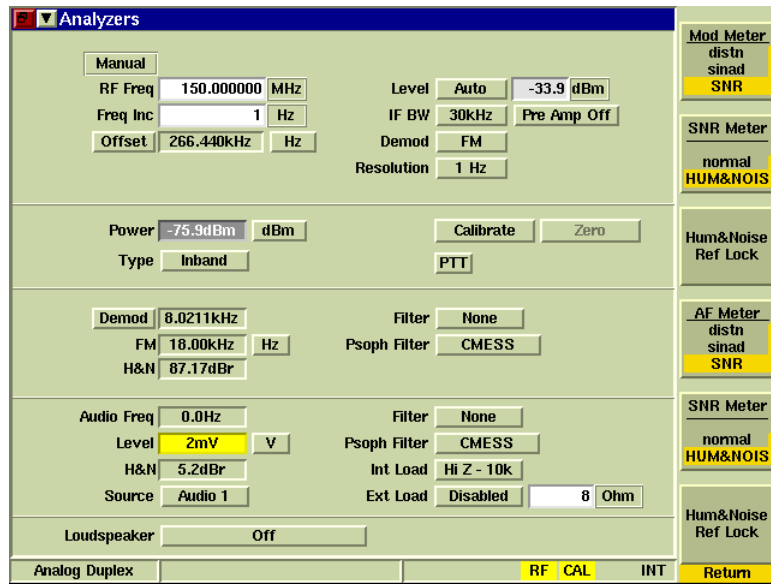 Analyzers
Manual
RF Freq 150.000000 MHz Level Auto -33.9 dBm
Freq Inc 1 Hz IF BW 30kHz Pre Amp Off
Offset 266.440kHz Hz Demod FM
Resolution 1 Hz
Power -75.9dBm dBm Calibrate Zero
Type Inband PTT
Demod 8.0211kHz Filter None
FM 18.00kHz Hz Psoph Filter CMESS
H&N 87.17dBr
Audio Freq 0.0Hz Filter None
Level 2mV V Psoph Filter CMESS
H&N 5.2dBr Int Load Hi Z - 10k
Source Audio 1 Ext Load Disabled 8 Ohm
Loudspeaker Off
Analog Duplex RF CAL INT
Mod Meter
distn
sinad
SNR
SNR Meter
normal
HUM&NOIS
Hum&Noise
Ref Lock
AF Meter
distn
sinad
SNR
SNR Meter
normal
HUM&NOIS
Hum&Noise
Ref Lock
Return